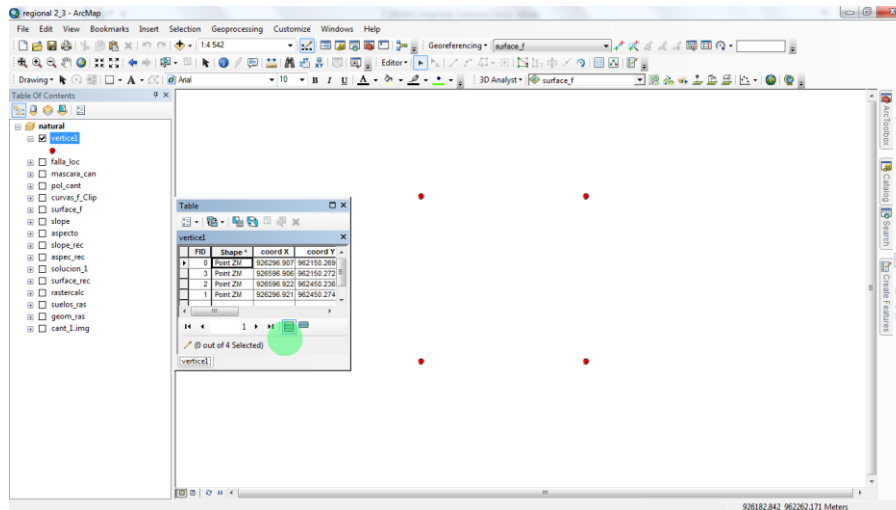 regional 2_3 - ArcMap
File Edit View Bookmarks Insert Selection Geoprocessing Customize Windows Help
1:4 542
Georeferencing surface_f
Editor
Drawing A Arial 10 B I U A 3D Analyst surface_f
Table Of Contents
natural
vertice1
falla_loc
mascara_can
pol_cant
curvas_f_Clip
surface_f
slope
aspecto
slope_rec
aspec_rec
solucion_1
surface_rec
rastercalc
suelos_ras
geom_ras
cant_1.img
Table
vertice1
FID Shape * coord X coord Y
0 Point ZM 926296.907 962150.269
3 Point ZM 926596.906 962150.272
2 Point ZM 926596.922 962450.236
1 Point ZM 926296.921 962450.274
1
(0 out of 4 Selected)
vertice1
ArcToolbox
Catalog
Search
Create Features
926182.842 962262.171 Meters